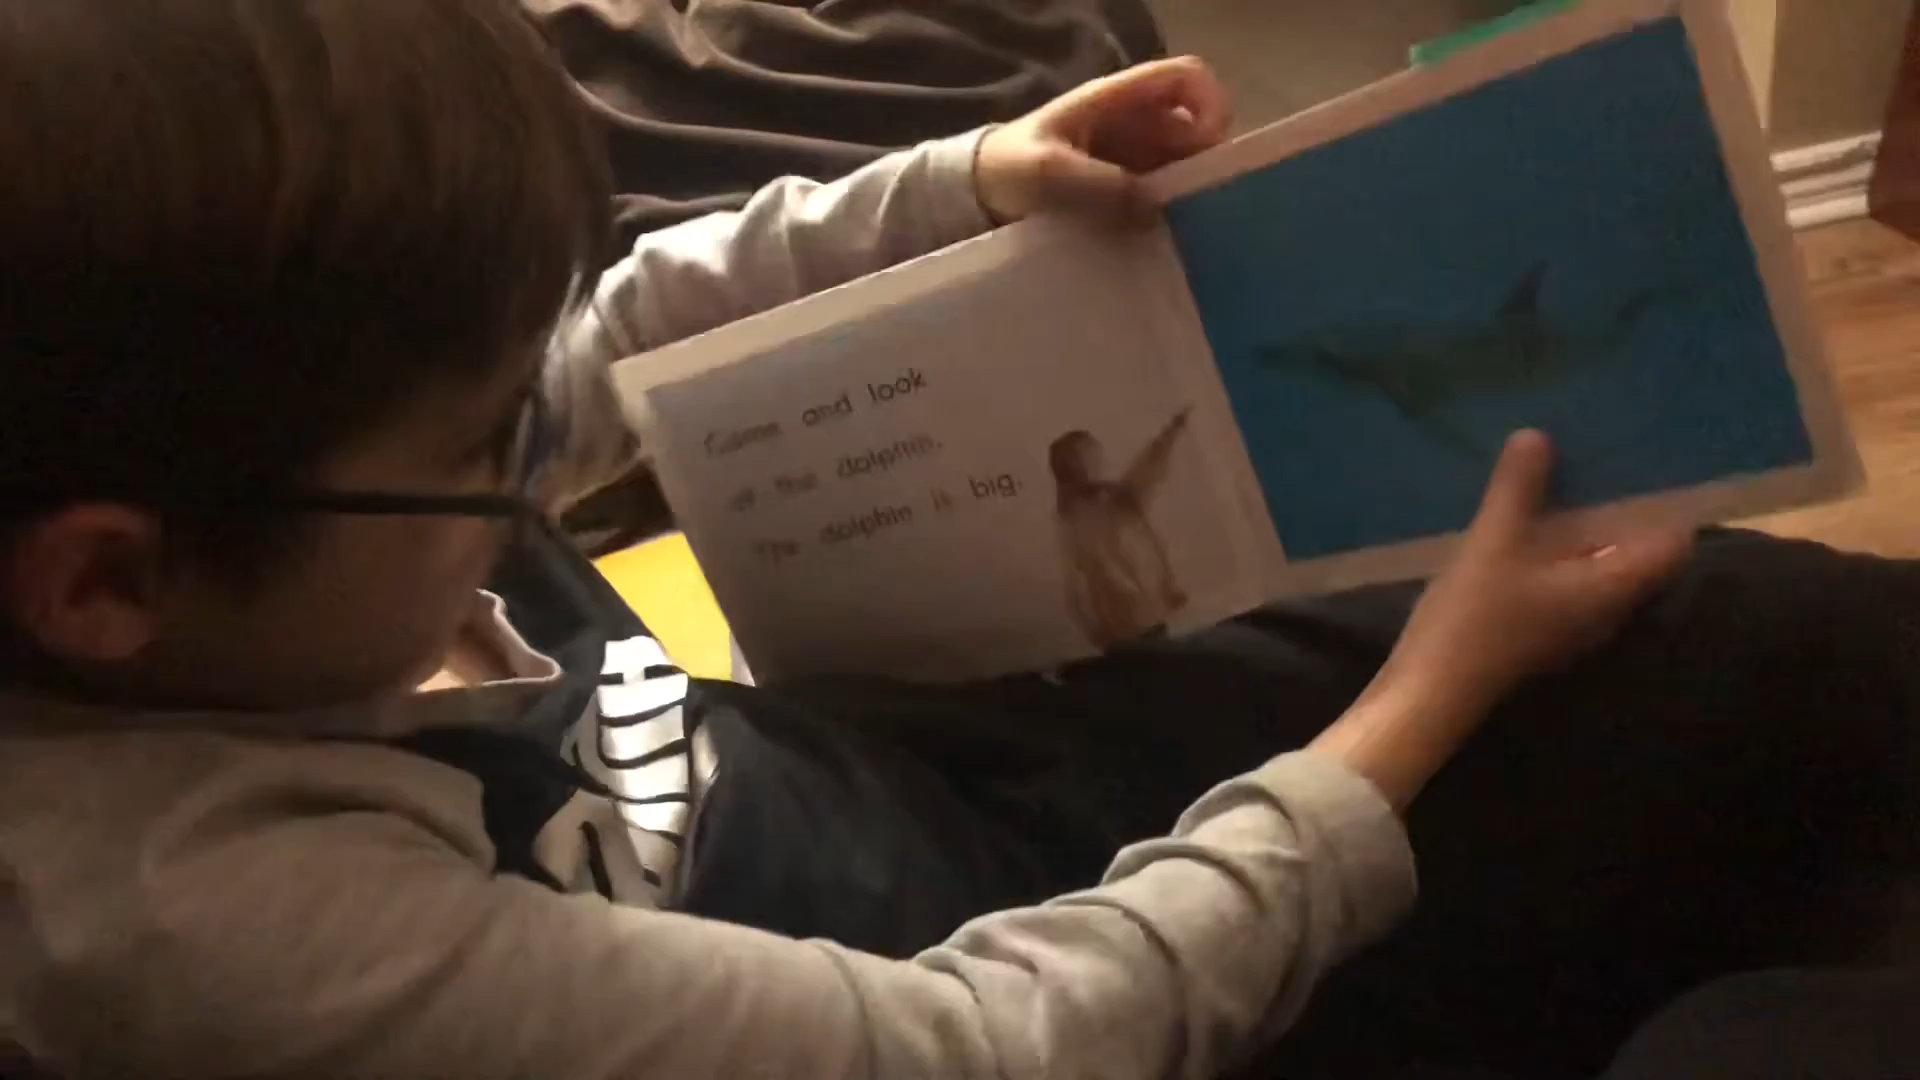 Come and look
at the dolphin.
The dolphin is big.